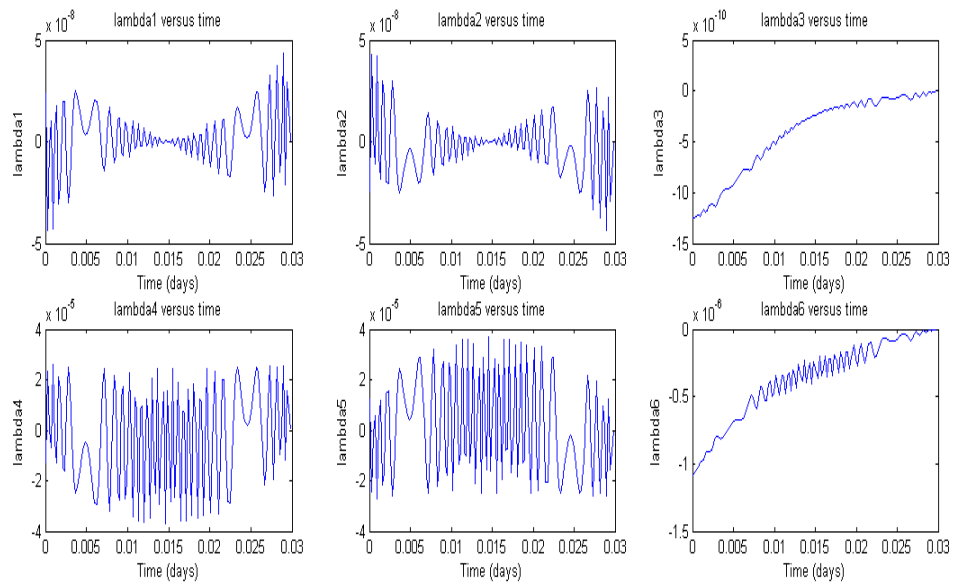 x 10^-8 lambda1 versus time
5
0
-5
lambda1
0 0.005 0.01 0.015 0.02 0.025 0.03
Time (days)
x 10^-8 lambda2 versus time
5
0
-5
lambda2
0 0.005 0.01 0.015 0.02 0.025 0.03
Time (days)
x 10^-10 lambda3 versus time
5
0
-5
-10
-15
lambda3
0 0.005 0.01 0.015 0.02 0.025 0.03
Time (days)
x 10^-5 lambda4 versus time
4
2
0
-2
-4
lambda4
0 0.005 0.01 0.015 0.02 0.025 0.03
Time (days)
x 10^-5 lambda5 versus time
4
2
0
-2
-4
lambda5
0 0.005 0.01 0.015 0.02 0.025 0.03
Time (days)
x 10^-6 lambda6 versus time
0
-0.5
-1
-1.5
lambda6
0 0.005 0.01 0.015 0.02 0.025 0.03
Time (days)